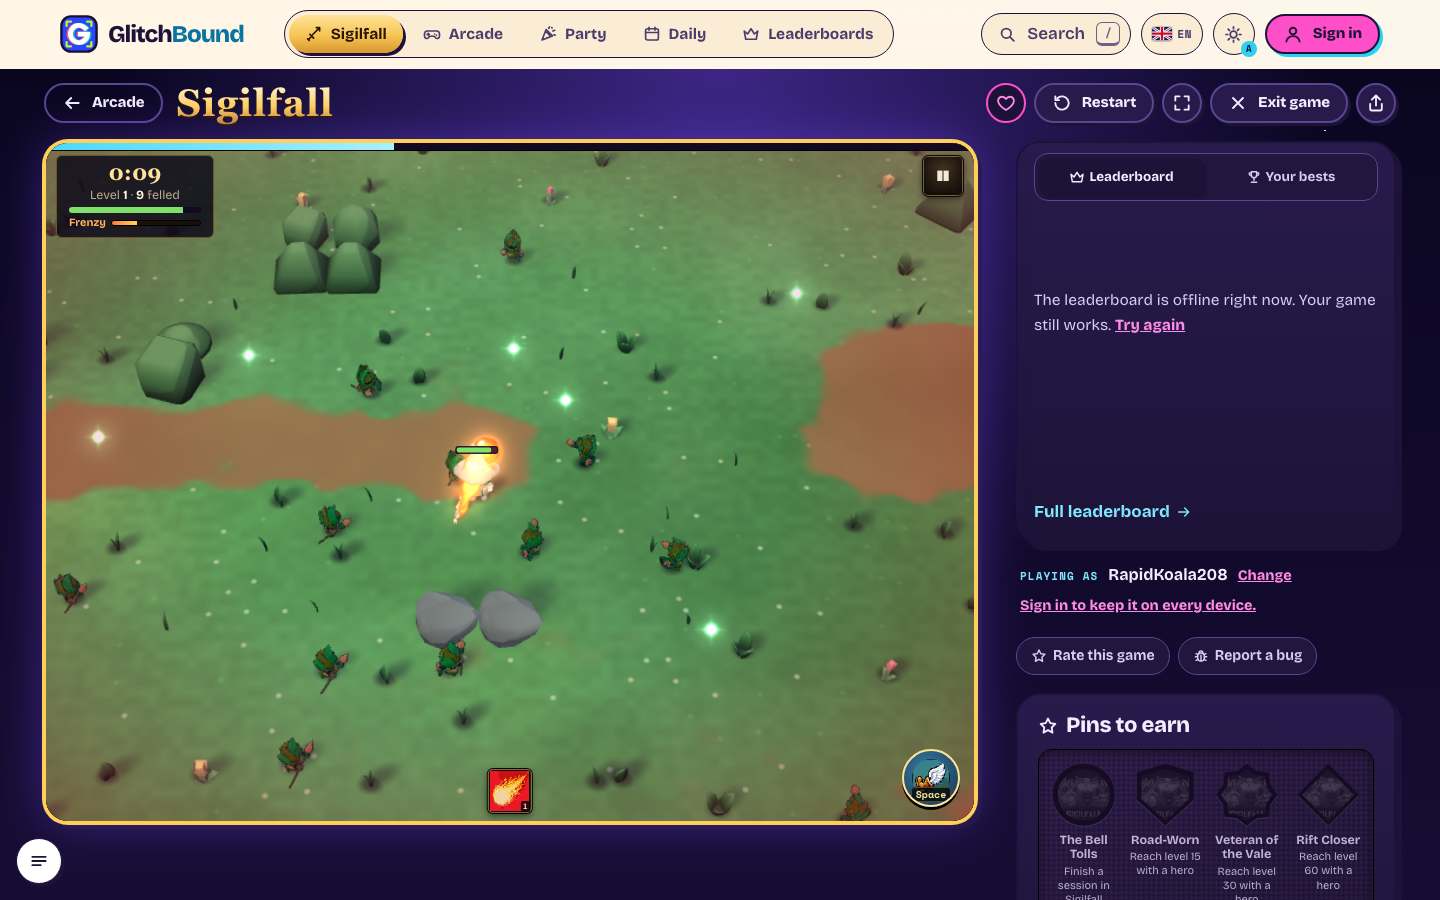 GlitchBound
Sigilfall
Arcade
Party
Daily
Leaderboards
Search /
EN
A
Sign in
Arcade
Sigilfall
Restart
Exit game
0:09
Level 1 · 9 felled
Frenzy
1
Space
Leaderboard
Your bests
The leaderboard is offline right now. Your game
still works. Try again
Full leaderboard →
PLAYING AS RapidKoala208 Change
Sign in to keep it on every device.
Rate this game
Report a bug
Pins to earn
The Bell
Tolls
Finish a
session in
Sigilfall
Road-Worn
Reach level 15
with a hero
Veteran of
the Vale
Reach level
30 with a
hero
Rift Closer
Reach level
60 with a
hero